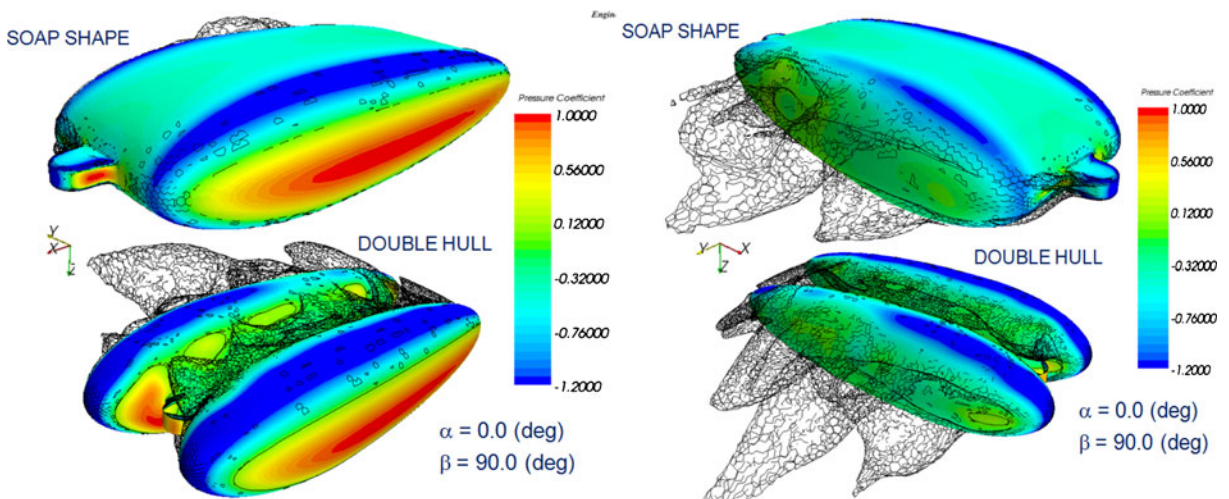 Engin-
SOAP SHAPE
Pressure Coefficient
1.0000
0.56000
0.12000
-0.32000
-0.76000
-1.2000
Y
X
Z
DOUBLE HULL
α = 0.0 (deg)
β = 90.0 (deg)
SOAP SHAPE
Pressure Coefficient
1.0000
0.56000
0.12000
-0.32000
-0.76000
-1.2000
Y
X
Z
DOUBLE HULL
α = 0.0 (deg)
β = 90.0 (deg)